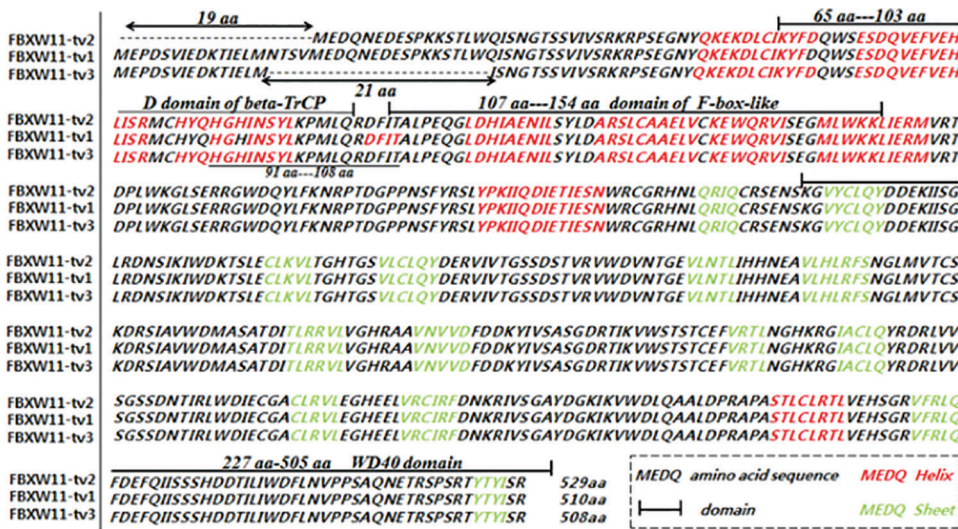 19 aa 65 aa---103 aa
FBXW11-tv2 --------------------MEDQNEDESPKKSTLWQISNGTSSVIVSRKRPSEGNYQKEKDLCIKYFDQWSESDQVEFVEH
FBXW11-tv1 MEPDSVIEDKTIELMNTSVMEDQNEDESPKKSTLWQISNGTSSVIVSRKRPSEGNYQKEKDLCIKYFDQWSESDQVEFVEH
FBXW11-tv3 MEPDSVIEDKTIELM---------------------ISNGTSSVIVSRKRPSEGNYQKEKDLCIKYFDQWSESDQVEFVEH
21 aa
D domain of beta-TrCP 107 aa---154 aa domain of F-box-like
FBXW11-tv2 LISRMCHYQHGHINSYLKPMLQRDFITALPEQGLDHIAENILSYLDARSLCAAELVCKEWQRVISEGMLWKKLIERMVRT
FBXW11-tv1 LISRMCHYQHGHINSYLKPMLQRDFITALPEQGLDHIAENILSYLDARSLCAAELVCKEWQRVISEGMLWKKLIERMVRT
FBXW11-tv3 LISRMCHYQHGHINSYLKPMLQRDFITALPEQGLDHIAENILSYLDARSLCAAELVCKEWQRVISEGMLWKKLIERMVRT
91 aa---108 aa
FBXW11-tv2 DPLWKGLSERRGWDQYLFKNRPTDGPPNSFYRSLYPKIIQDIETIESNWRCGRHNLQRIQCRSENSKGVYCLQYDDEKIISG
FBXW11-tv1 DPLWKGLSERRGWDQYLFKNRPTDGPPNSFYRSLYPKIIQDIETIESNWRCGRHNLQRIQCRSENSKGVYCLQYDDEKIISG
FBXW11-tv3 DPLWKGLSERRGWDQYLFKNRPTDGPPNSFYRSLYPKIIQDIETIESNWRCGRHNLQRIQCRSENSKGVYCLQYDDEKIISG
FBXW11-tv2 LRDNSIKIWDKTSLECLKVLTGHTGSVLCLQYDERVIVTGSSDSTVRVWDVNTGEVLNTLIHHNEAVLHLRFSNGLMVTCS
FBXW11-tv1 LRDNSIKIWDKTSLECLKVLTGHTGSVLCLQYDERVIVTGSSDSTVRVWDVNTGEVLNTLIHHNEAVLHLRFSNGLMVTCS
FBXW11-tv3 LRDNSIKIWDKTSLECLKVLTGHTGSVLCLQYDERVIVTGSSDSTVRVWDVNTGEVLNTLIHHNEAVLHLRFSNGLMVTCS
FBXW11-tv2 KDRSIAVWDMASATDITLRRVLVGHRAAVNVVDFDDKYIVSASGDRTIKVWSTSTCEFVRTLNGHKRGIACLQYRDRLVV
FBXW11-tv1 KDRSIAVWDMASATDITLRRVLVGHRAAVNVVDFDDKYIVSASGDRTIKVWSTSTCEFVRTLNGHKRGIACLQYRDRLVV
FBXW11-tv3 KDRSIAVWDMASATDITLRRVLVGHRAAVNVVDFDDKYIVSASGDRTIKVWSTSTCEFVRTLNGHKRGIACLQYRDRLVV
FBXW11-tv2 SGSSDNTIRLWDIECGACLRVLEGHEELVRCIRFDNKRIVSGAYDGKIKVWDLQAALDPRAPASTLCLRTLVEHSGRVFRLQ
FBXW11-tv1 SGSSDNTIRLWDIECGACLRVLEGHEELVRCIRFDNKRIVSGAYDGKIKVWDLQAALDPRAPASTLCLRTLVEHSGRVFRLQ
FBXW11-tv3 SGSSDNTIRLWDIECGACLRVLEGHEELVRCIRFDNKRIVSGAYDGKIKVWDLQAALDPRAPASTLCLRTLVEHSGRVFRLQ
227 aa-505 aa WD40 domain
FBXW11-tv2 FDEFQIISSSHDDTILIWDFLNVPPSAQNETRSPSRTYTYISR 529aa
FBXW11-tv1 FDEFQIISSSHDDTILIWDFLNVPPSAQNETRSPSRTYTYISR 510aa
FBXW11-tv3 FDEFQIISSSHDDTILIWDFLNVPPSAQNETRSPSRTYTYISR 508aa
MEDQ amino acid sequence MEDQ Helix
domain MEDQ Sheet